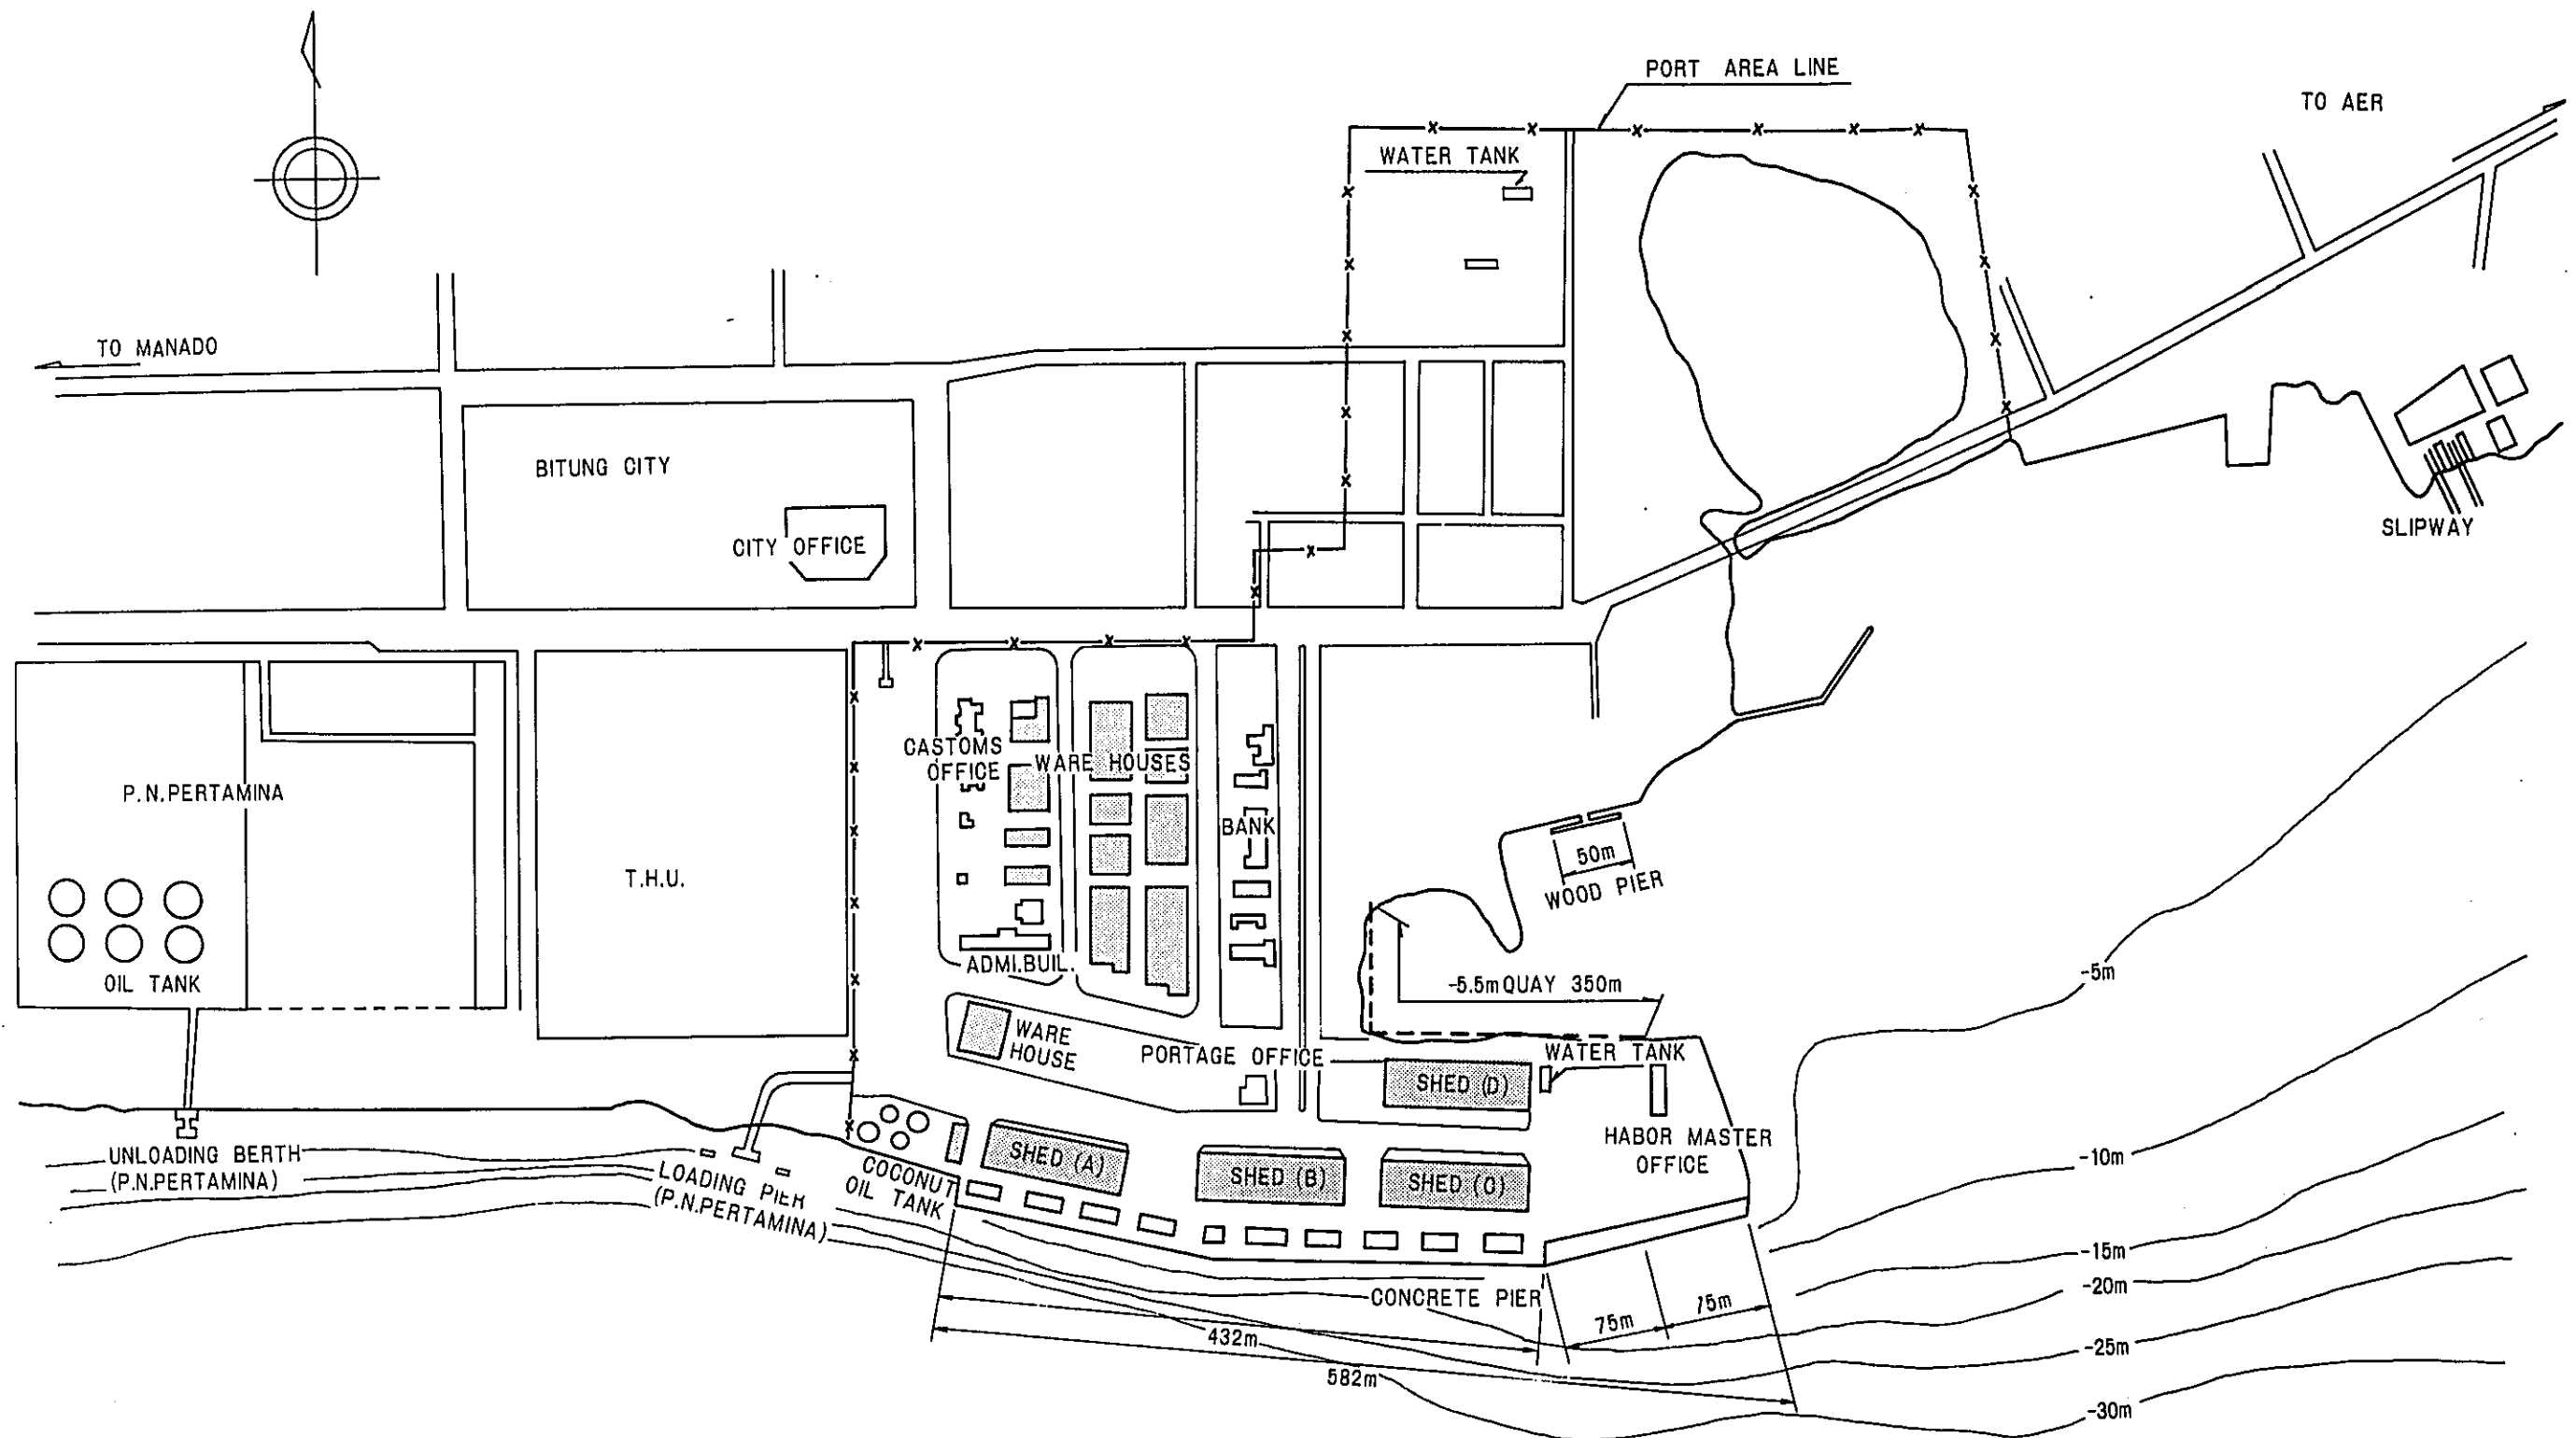 PORT AREA LINE
TO AER
WATER TANK
TO MANADO
BITUNG CITY
CITY OFFICE
SLIPWAY
CASTOMS
OFFICE
WARE HOUSES
P.N.PERTAMINA
BANK
50m
WOOD PIER
T.H.U.
OIL TANK
ADMI.BUIL.
-5.5m QUAY 350m
-5m
WARE
HOUSE
PORTAGE OFFICE
WATER TANK
SHED (D)
HABOR MASTER
OFFICE
UNLOADING BERTH
(P.N.PERTAMINA)
LOADING PIER
(P.N.PERTAMINA)
COCONUT
OIL TANK
SHED (A)
SHED (B)
SHED (C)
-10m
-15m
-20m
-25m
-30m
CONCRETE PIER
75m
75m
432m
582m